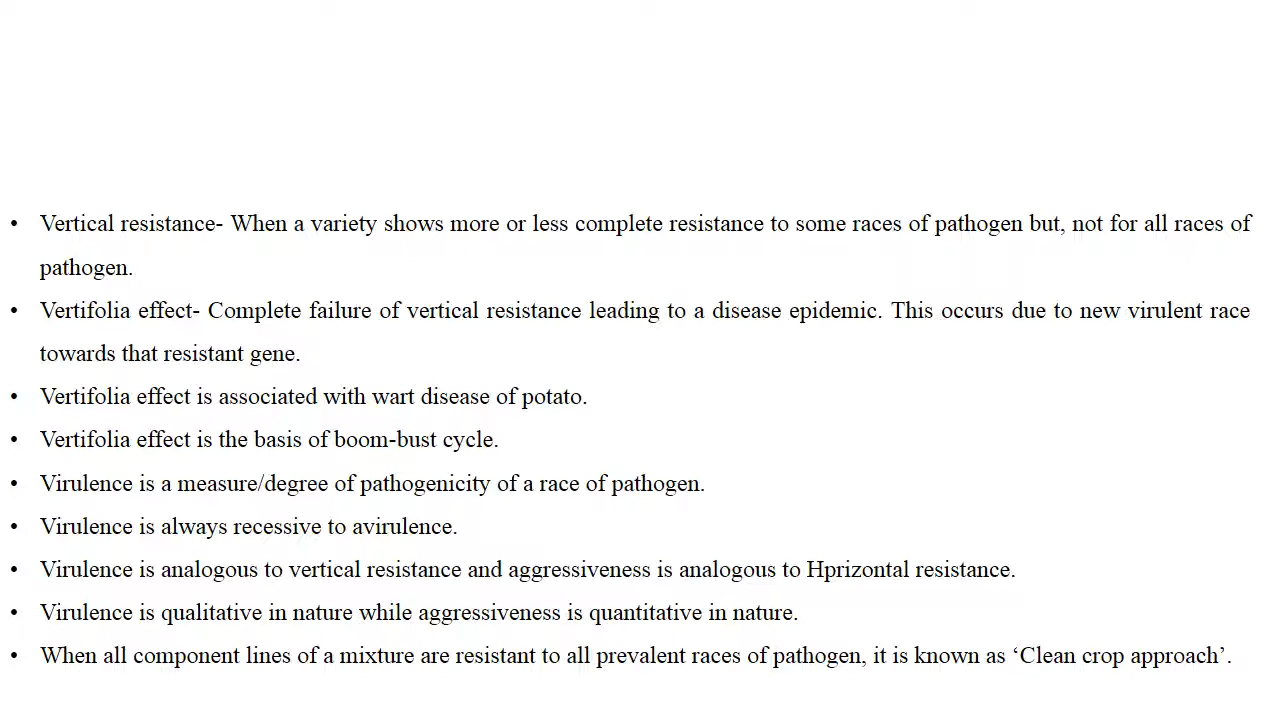 • Vertical resistance- When a variety shows more or less complete resistance to some races of pathogen but, not for all races of
pathogen.
• Vertifolia effect- Complete failure of vertical resistance leading to a disease epidemic. This occurs due to new virulent race
towards that resistant gene.
• Vertifolia effect is associated with wart disease of potato.
• Vertifolia effect is the basis of boom-bust cycle.
• Virulence is a measure/degree of pathogenicity of a race of pathogen.
• Virulence is always recessive to avirulence.
• Virulence is analogous to vertical resistance and aggressiveness is analogous to Hprizontal resistance.
• Virulence is qualitative in nature while aggressiveness is quantitative in nature.
• When all component lines of a mixture are resistant to all prevalent races of pathogen, it is known as ‘Clean crop approach’.